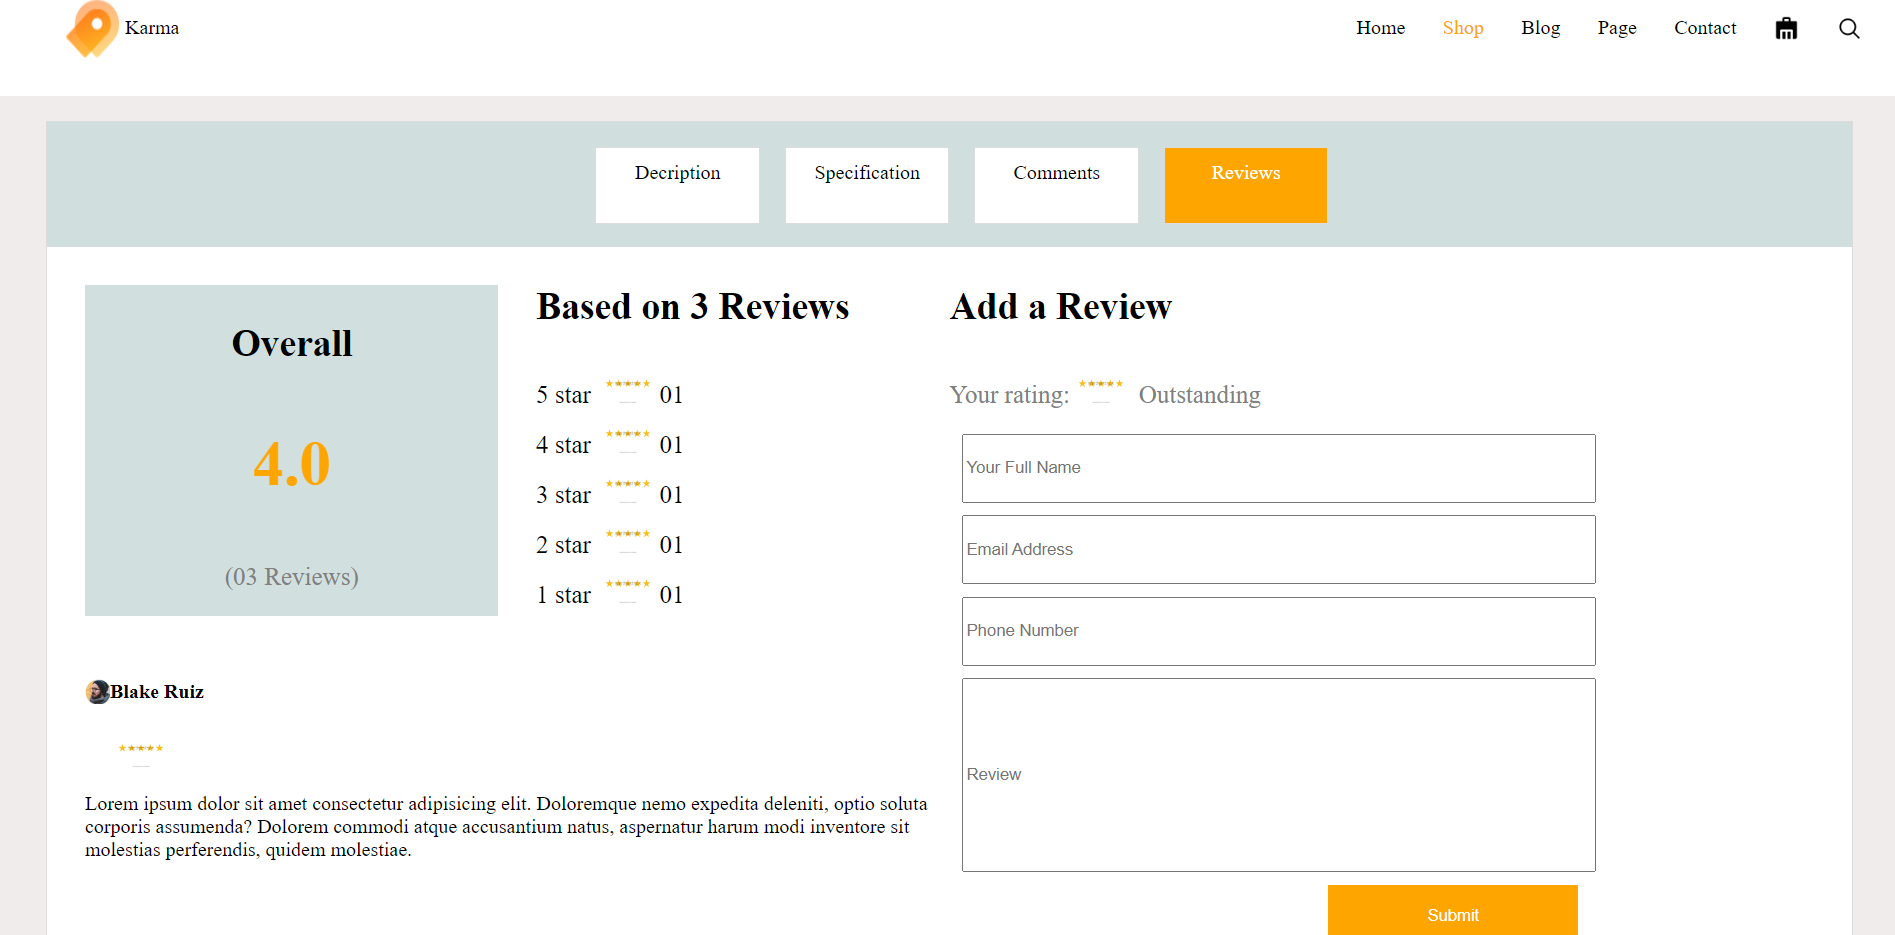 Karma
Home Shop Blog Page Contact
Decription Specification Comments Reviews
Overall
4.0
(03 Reviews)
Based on 3 Reviews
5 star 01
4 star 01
3 star 01
2 star 01
1 star 01
Add a Review
Your rating: Outstanding
Your Full Name
Email Address
Phone Number
Review
Submit
Blake Ruiz
Lorem ipsum dolor sit amet consectetur adipisicing elit. Doloremque nemo expedita deleniti, optio soluta
corporis assumenda? Dolorem commodi atque accusantium natus, aspernatur harum modi inventore sit
molestias perferendis, quidem molestiae.